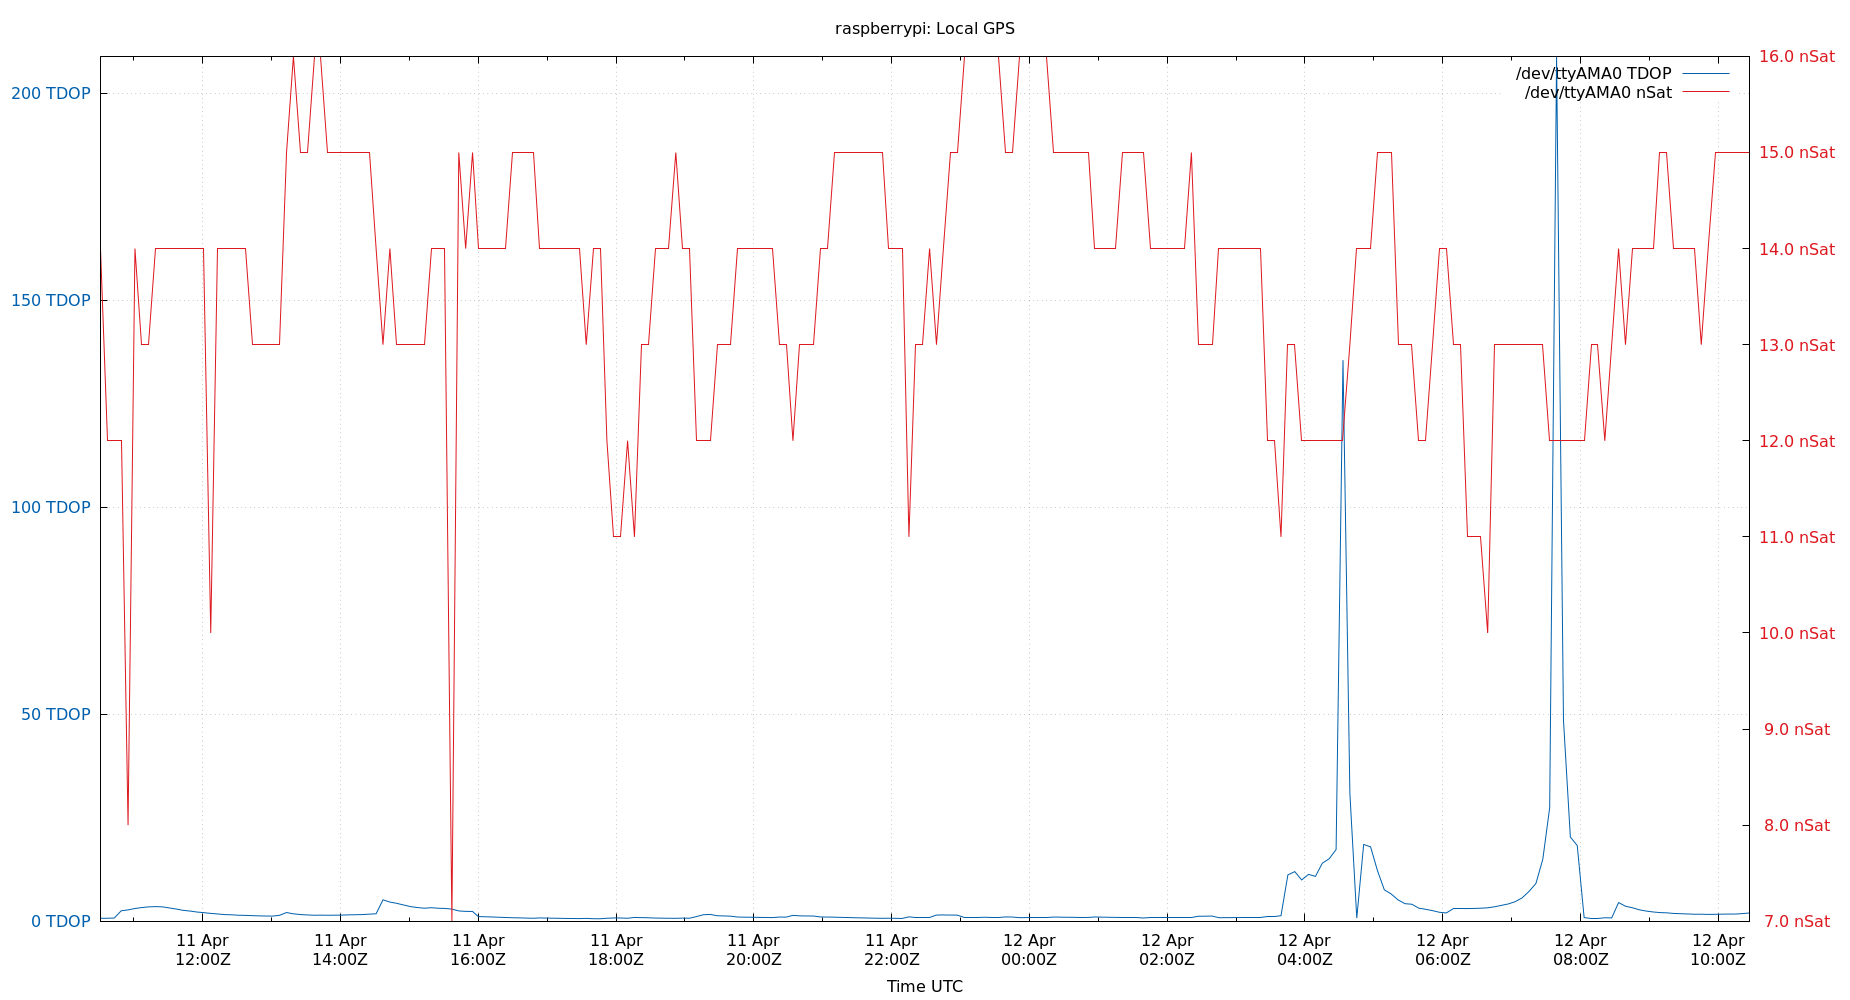 raspberrypi: Local GPS
/dev/ttyAMA0 TDOP
/dev/ttyAMA0 nSat
200 TDOP
150 TDOP
100 TDOP
50 TDOP
0 TDOP
16.0 nSat
15.0 nSat
14.0 nSat
13.0 nSat
12.0 nSat
11.0 nSat
10.0 nSat
9.0 nSat
8.0 nSat
7.0 nSat
11 Apr
12:00Z
11 Apr
14:00Z
11 Apr
16:00Z
11 Apr
18:00Z
11 Apr
20:00Z
11 Apr
22:00Z
12 Apr
00:00Z
12 Apr
02:00Z
12 Apr
04:00Z
12 Apr
06:00Z
12 Apr
08:00Z
12 Apr
10:00Z
Time UTC